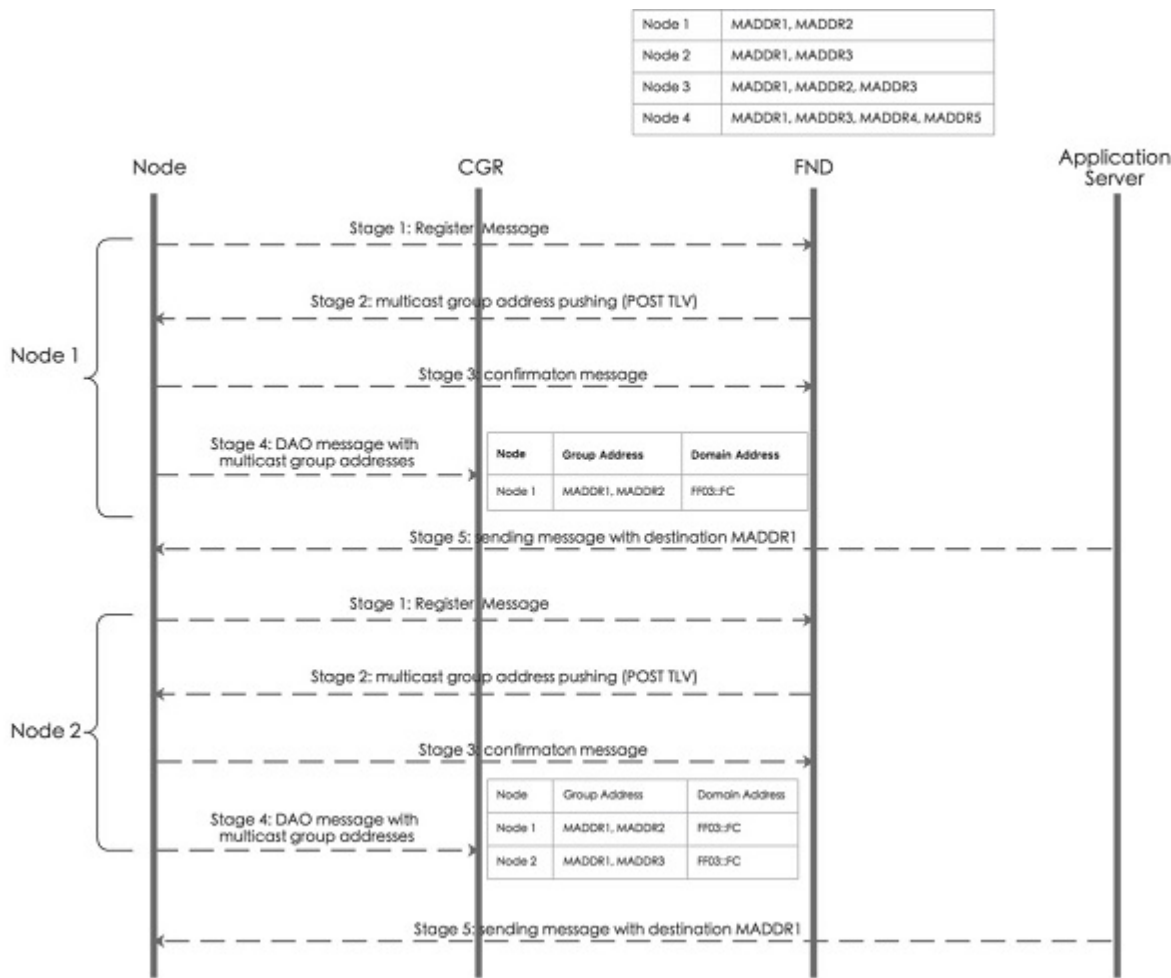 Node 1 MADDR1, MADDR2
Node 2 MADDR1, MADDR3
Node 3 MADDR1, MADDR2, MADDR3
Node 4 MADDR1, MADDR3, MADDR4, MADDR5
Node CGR FND Application
Server
Stage 1: Register Message
Stage 2: multicast group address pushing (POST TLV)
Node 1
Stage 3: confirmaton message
Stage 4: DAO message with
multicast group addresses
Node Group Address Domain Address
Node 1 MADDR1, MADDR2 FF03::FC
Stage 5: sending message with destination MADDR1
Stage 1: Register Message
Stage 2: multicast group address pushing (POST TLV)
Node 2
Stage 3: confirmaton message
Stage 4: DAO message with
multicast group addresses
Node Group Address Domain Address
Node 1 MADDR1, MADDR2 FF03::FC
Node 2 MADDR1, MADDR3 FF03::FC
Stage 5: sending message with destination MADDR1